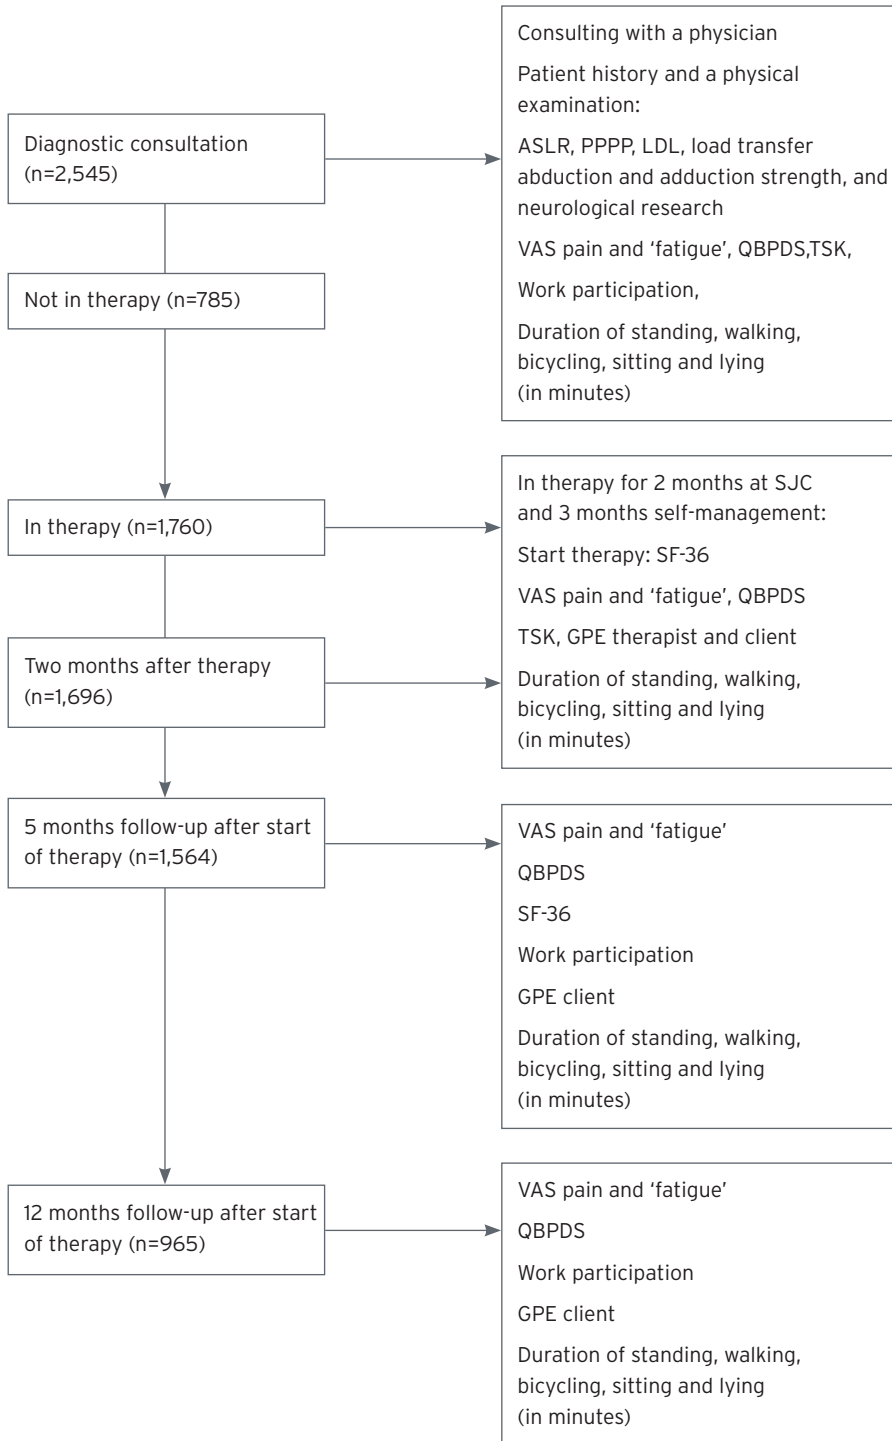 Diagnostic consultation
(n=2,545)
Consulting with a physician
Patient history and a physical
examination:
ASLR, PPPP, LDL, load transfer
abduction and adduction strength, and
neurological research
VAS pain and ‘fatigue’, QBPDS,TSK,
Work participation,
Duration of standing, walking,
bicycling, sitting and lying
(in minutes)
Not in therapy (n=785)
In therapy (n=1,760)
In therapy for 2 months at SJC
and 3 months self-management:
Start therapy: SF-36
VAS pain and ‘fatigue’, QBPDS
TSK, GPE therapist and client
Duration of standing, walking,
bicycling, sitting and lying
(in minutes)
Two months after therapy
(n=1,696)
5 months follow-up after start
of therapy (n=1,564)
VAS pain and ‘fatigue’
QBPDS
SF-36
Work participation
GPE client
Duration of standing, walking,
bicycling, sitting and lying
(in minutes)
12 months follow-up after start
of therapy (n=965)
VAS pain and ‘fatigue’
QBPDS
Work participation
GPE client
Duration of standing, walking,
bicycling, sitting and lying
(in minutes)